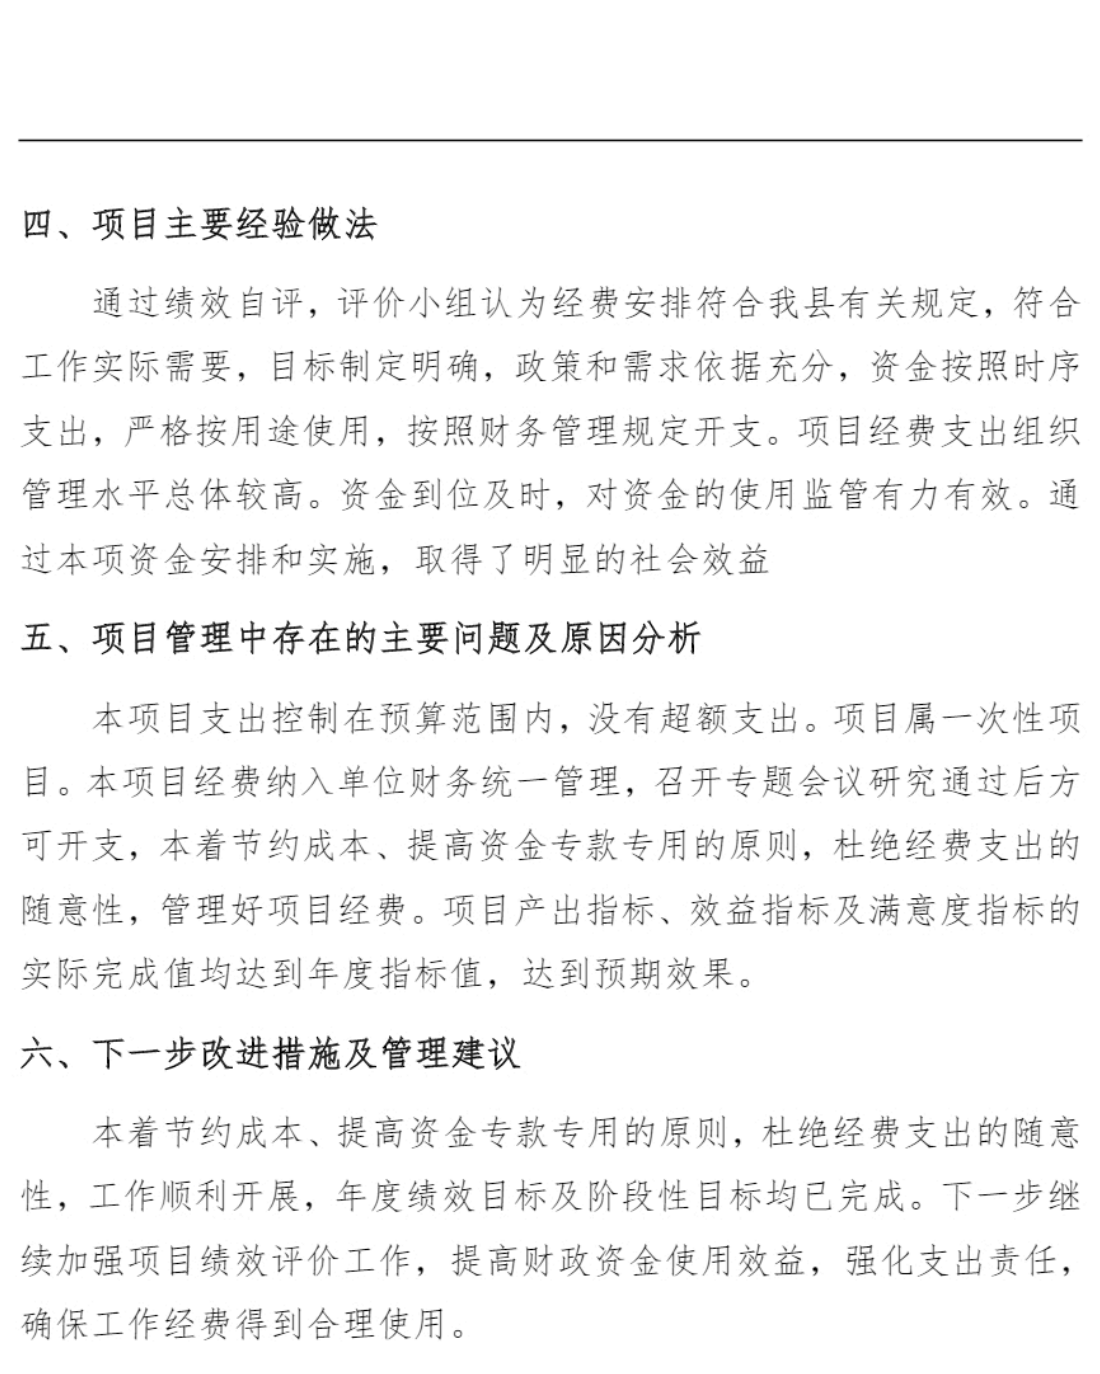 四、项目主要经验做法
通过绩效自评，评价小组认为经费安排符合我县有关规定，符合
工作实际需要，目标制定明确，政策和需求依据充分，资金按照时序
支出，严格按用途使用，按照财务管理规定开支。项目经费支出组织
管理水平总体较高。资金到位及时，对资金的使用监管有力有效。通
过本项资金安排和实施，取得了明显的社会效益
五、项目管理中存在的主要问题及原因分析
本项目支出控制在预算范围内，没有超额支出。项目属一次性项
目。本项目经费纳入单位财务统一管理，召开专题会议研究通过后方
可开支，本着节约成本、提高资金专款专用的原则，杜绝经费支出的
随意性，管理好项目经费。项目产出指标、效益指标及满意度指标的
实际完成值均达到年度指标值，达到预期效果。
六、下一步改进措施及管理建议
本着节约成本、提高资金专款专用的原则，杜绝经费支出的随意
性，工作顺利开展，年度绩效目标及阶段性目标均已完成。下一步继
续加强项目绩效评价工作，提高财政资金使用效益，强化支出责任，
确保工作经费得到合理使用。